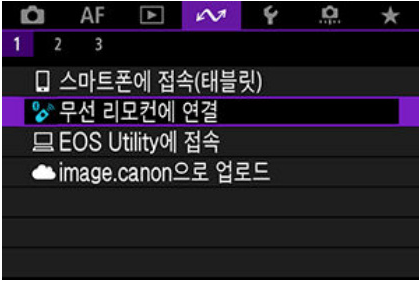 AF
1 2 3
스마트폰에 접속(태블릿)
무선 리모컨에 연결
EOS Utility에 접속
image.canon으로 업로드